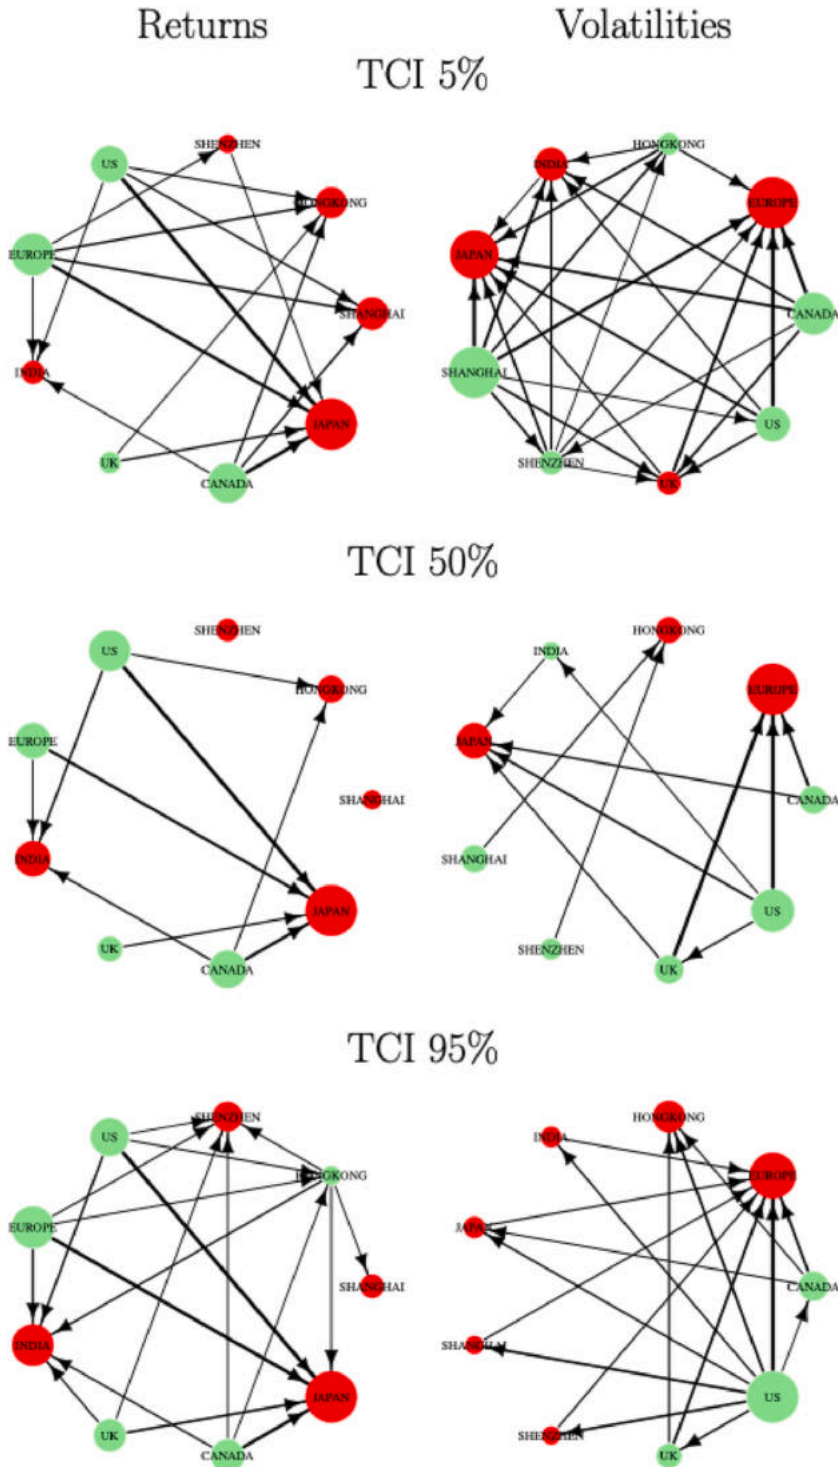 Returns Volatilities
TCI 5%
SHENZHEN
US
HONGKONG
EUROPE
SHANGHAI
INDIA
JAPAN
UK
CANADA
HONGKONG
INDIA
EUROPE
JAPAN
CANADA
SHANGHAI
US
SHENZHEN
UK
TCI 50%
SHENZHEN
US
HONGKONG
EUROPE
SHANGHAI
INDIA
JAPAN
UK
CANADA
HONGKONG
INDIA
EUROPE
JAPAN
CANADA
SHANGHAI
US
SHENZHEN
UK
TCI 95%
SHENZHEN
US
HONGKONG
EUROPE
SHANGHAI
INDIA
JAPAN
UK
CANADA
HONGKONG
INDIA
EUROPE
JAPAN
CANADA
SHANGHAI
US
SHENZHEN
UK